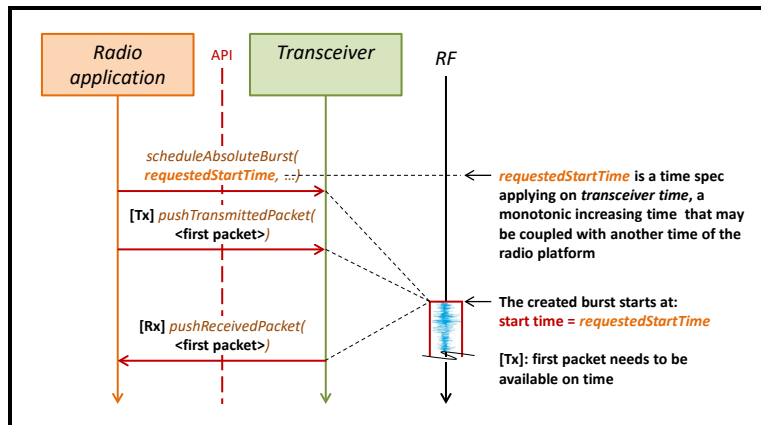 Radio
application
API
Transceiver
RF
scheduleAbsoluteBurst(
requestedStartTime, ...)
requestedStartTime is a time spec
applying on transceiver time, a
monotonic increasing time that may
be coupled with another time of the
radio platform
[Tx] pushTransmittedPacket(
<first packet>)
The created burst starts at:
start time = requestedStartTime
[Rx] pushReceivedPacket(
<first packet>)
[Tx]: first packet needs to be
available on time